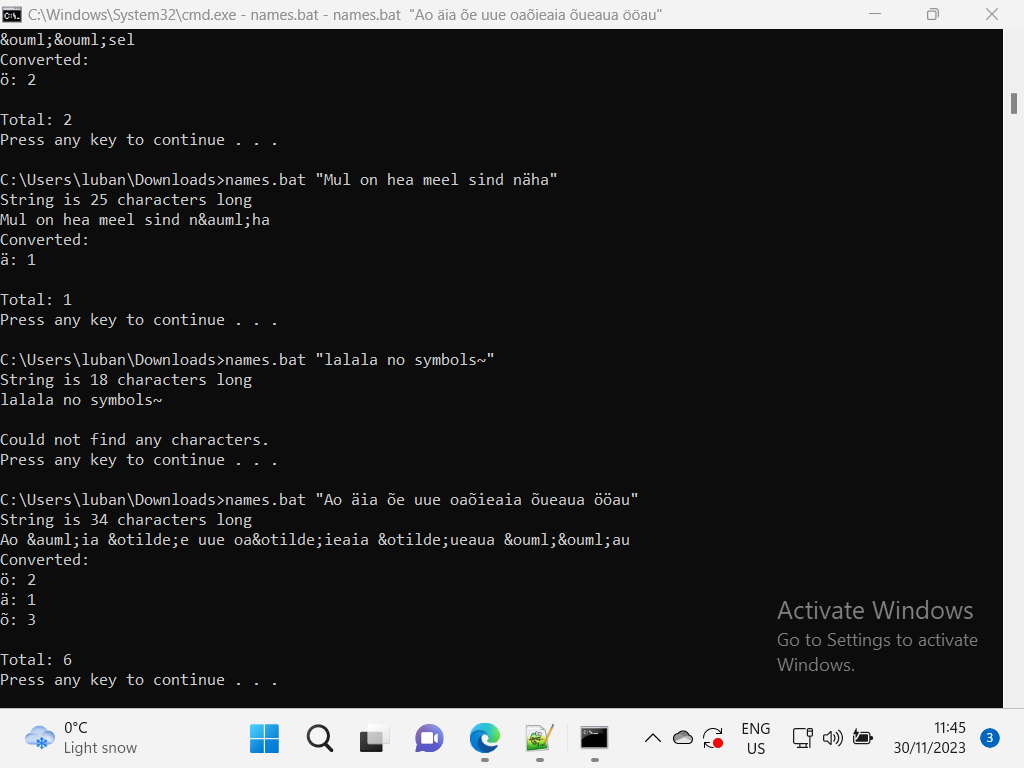 C:\Windows\System32\cmd.exe - names.bat - names.bat  "Ao äia õe uue oaõieaia õueaua ööau"
&ouml;&ouml;sel
Converted:
ö: 2
Total: 2
Press any key to continue . . .
C:\Users\luban\Downloads>names.bat "Mul on hea meel sind näha"
String is 25 characters long
Mul on hea meel sind n&auml;ha
Converted:
ä: 1
Total: 1
Press any key to continue . . .
C:\Users\luban\Downloads>names.bat "lalala no symbols~"
String is 18 characters long
lalala no symbols~
Could not find any characters.
Press any key to continue . . .
C:\Users\luban\Downloads>names.bat "Ao äia õe uue oaõieaia õueaua ööau"
String is 34 characters long
Ao &auml;ia &otilde;e uue oa&otilde;ieaia &otilde;ueaua &ouml;&ouml;au
Converted:
ö: 2
ä: 1
õ: 3
Total: 6
Press any key to continue . . .
Activate Windows
Go to Settings to activate
Windows.
0°C
Light snow
ENG
US
11:45
30/11/2023
3